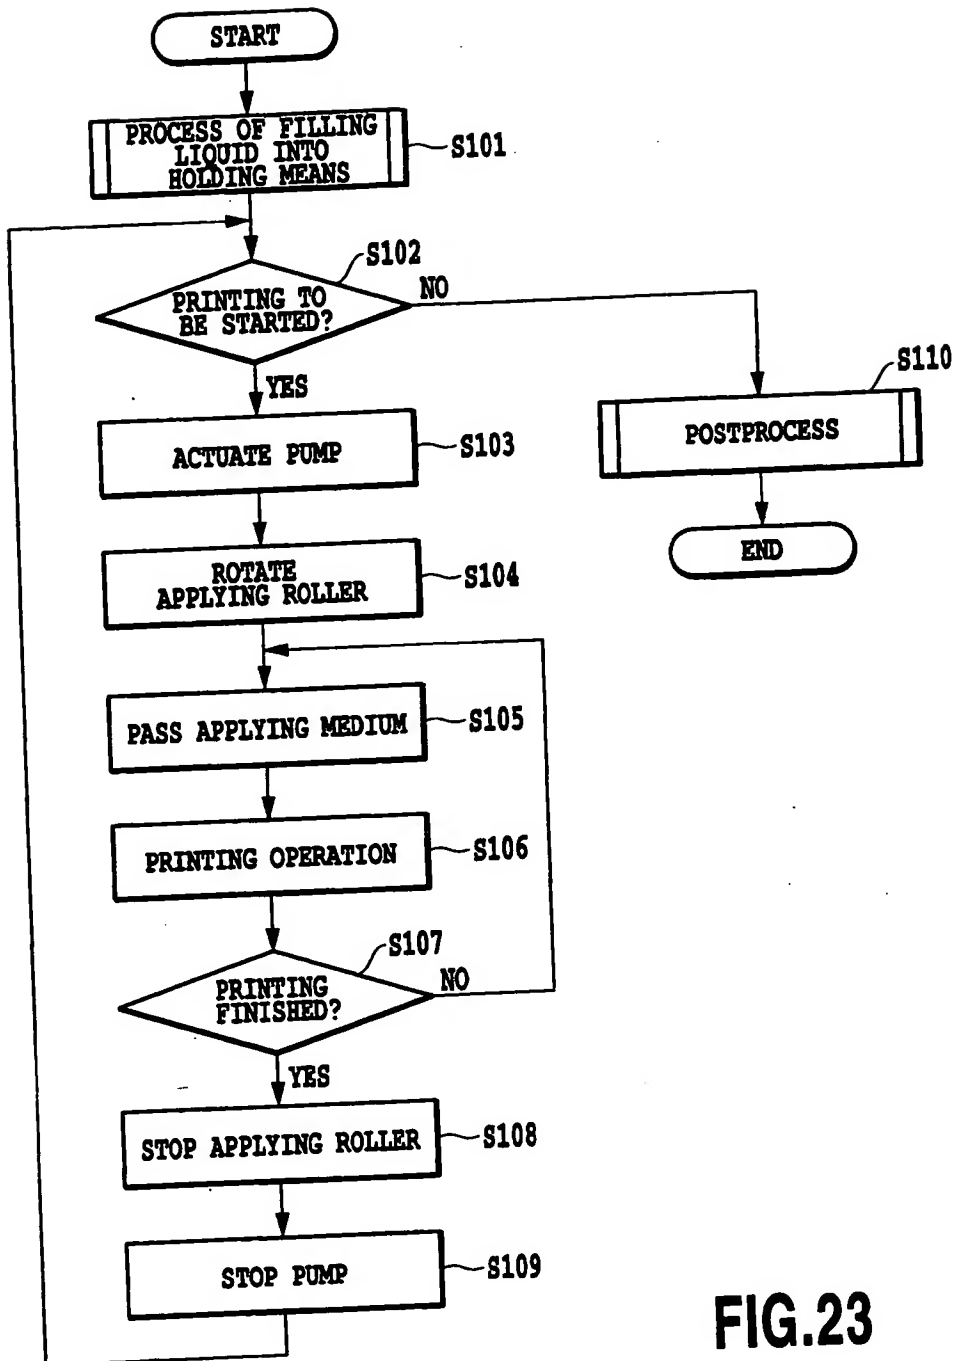 START
PROCESS OF FILLING
LIQUID INTO
HOLDING MEANS
S101
S102
PRINTING TO
BE STARTED?
NO
YES
S110
POSTPROCESS
END
ACTUATE PUMP
S103
ROTATE
APPLYING ROLLER
S104
PASS APPLYING MEDIUM
S105
PRINTING OPERATION
S106
S107
PRINTING
FINISHED?
NO
YES
STOP APPLYING ROLLER
S108
STOP PUMP
S109
FIG.23